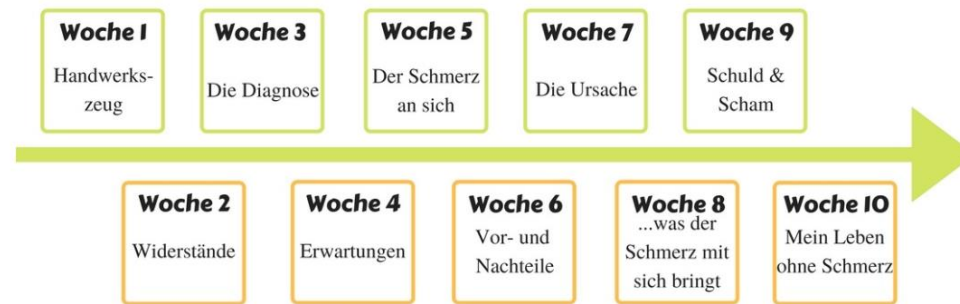 Woche 1
Handwerks-
zeug
Woche 3
Die Diagnose
Woche 5
Der Schmerz
an sich
Woche 7
Die Ursache
Woche 9
Schuld &
Scham
Woche 2
Widerstände
Woche 4
Erwartungen
Woche 6
Vor- und
Nachteile
Woche 8
...was der
Schmerz mit
sich bringt
Woche 10
Mein Leben
ohne Schmerz